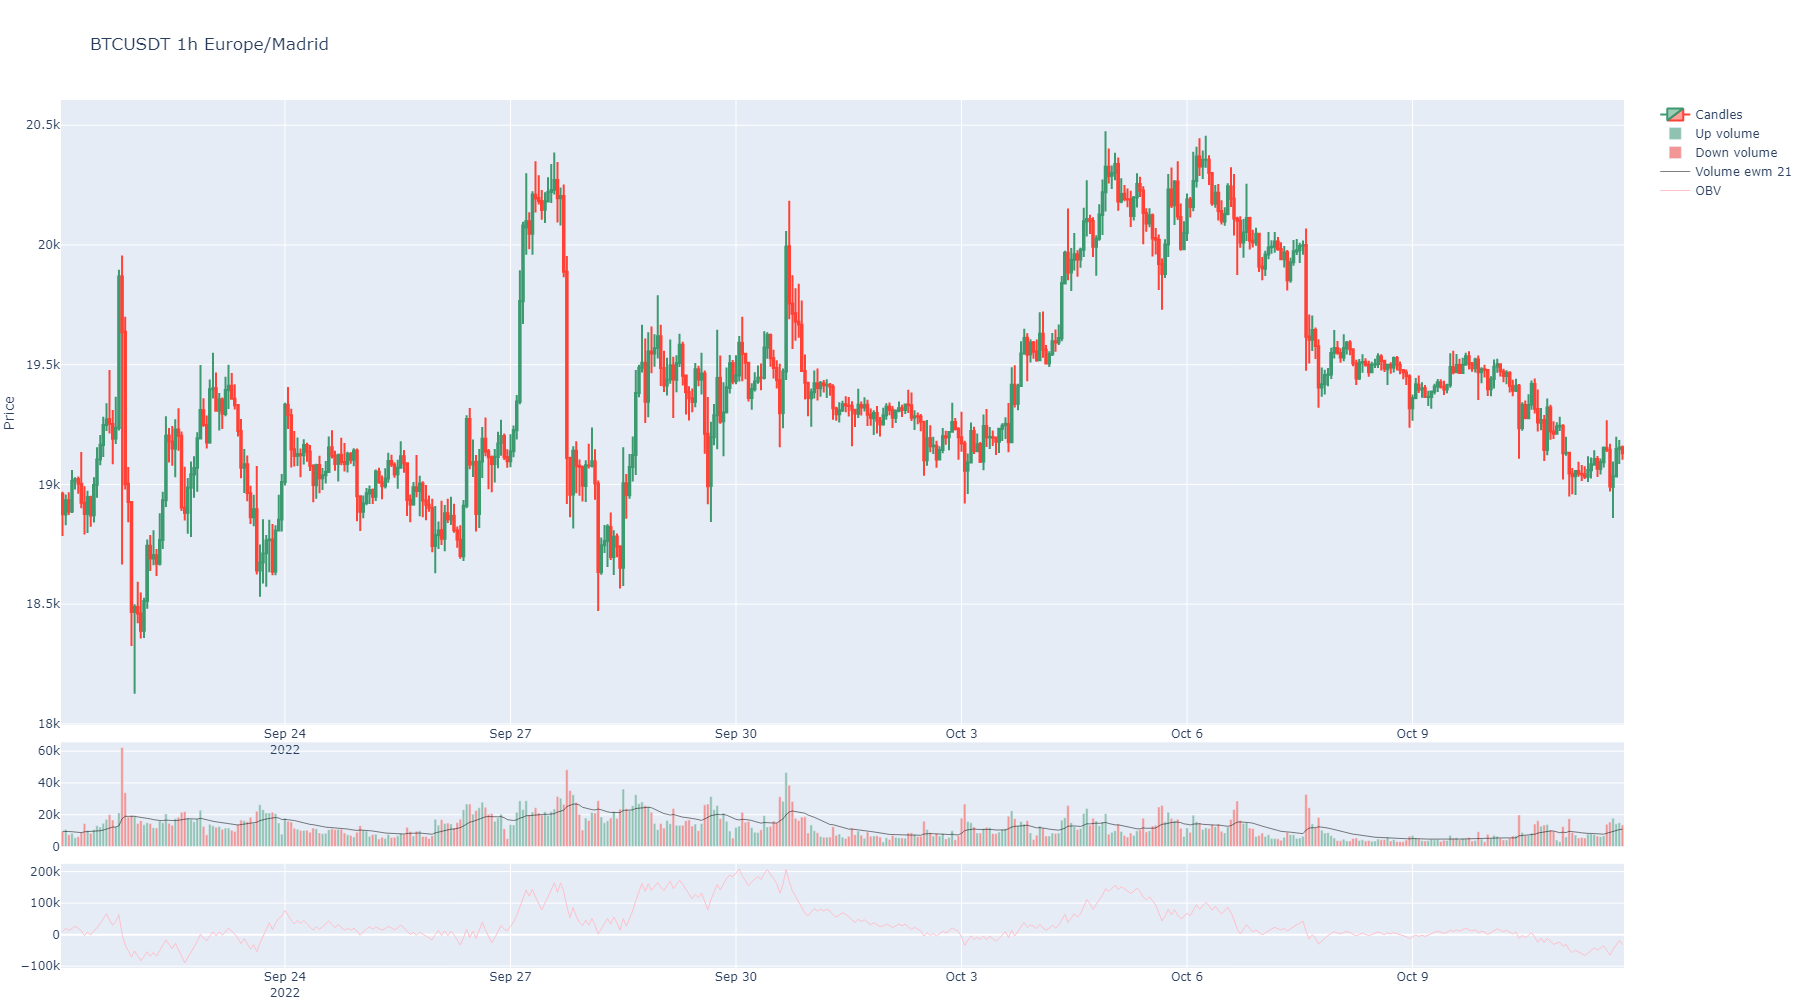 BTCUSDT 1h Europe/Madrid
Candles
Up volume
Down volume
Volume ewm 21
OBV
Price
20.5k
20k
19.5k
19k
18.5k
18k
Sep 24
2022
Sep 27
Sep 30
Oct 3
Oct 6
Oct 9
60k
40k
20k
0
200k
100k
0
−100k
Sep 24
2022
Sep 27
Sep 30
Oct 3
Oct 6
Oct 9